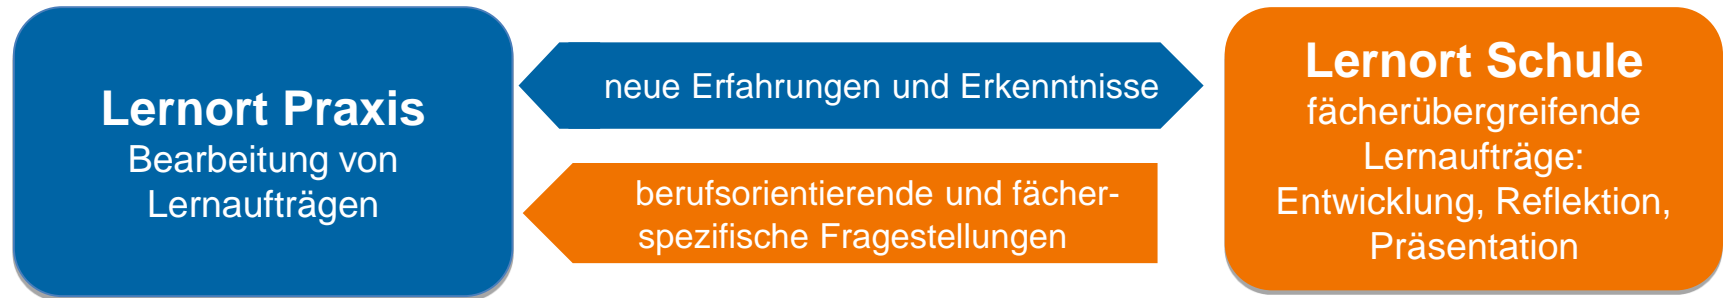 Lernort Praxis
Bearbeitung von
Lernaufträgen
neue Erfahrungen und Erkenntnisse
berufsorientierende und fächer-
spezifische Fragestellungen
Lernort Schule
fächerübergreifende
Lernaufträge:
Entwicklung, Reflektion,
Präsentation